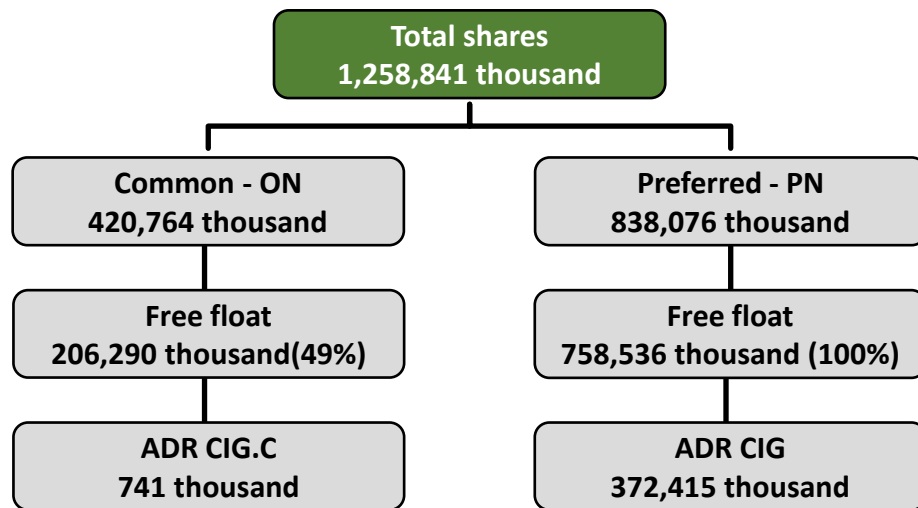 Total shares
1,258,841 thousand
Common - ON
420,764 thousand
Preferred - PN
838,076 thousand
Free float
206,290 thousand(49%)
Free float
758,536 thousand (100%)
ADR CIG.C
741 thousand
ADR CIG
372,415 thousand